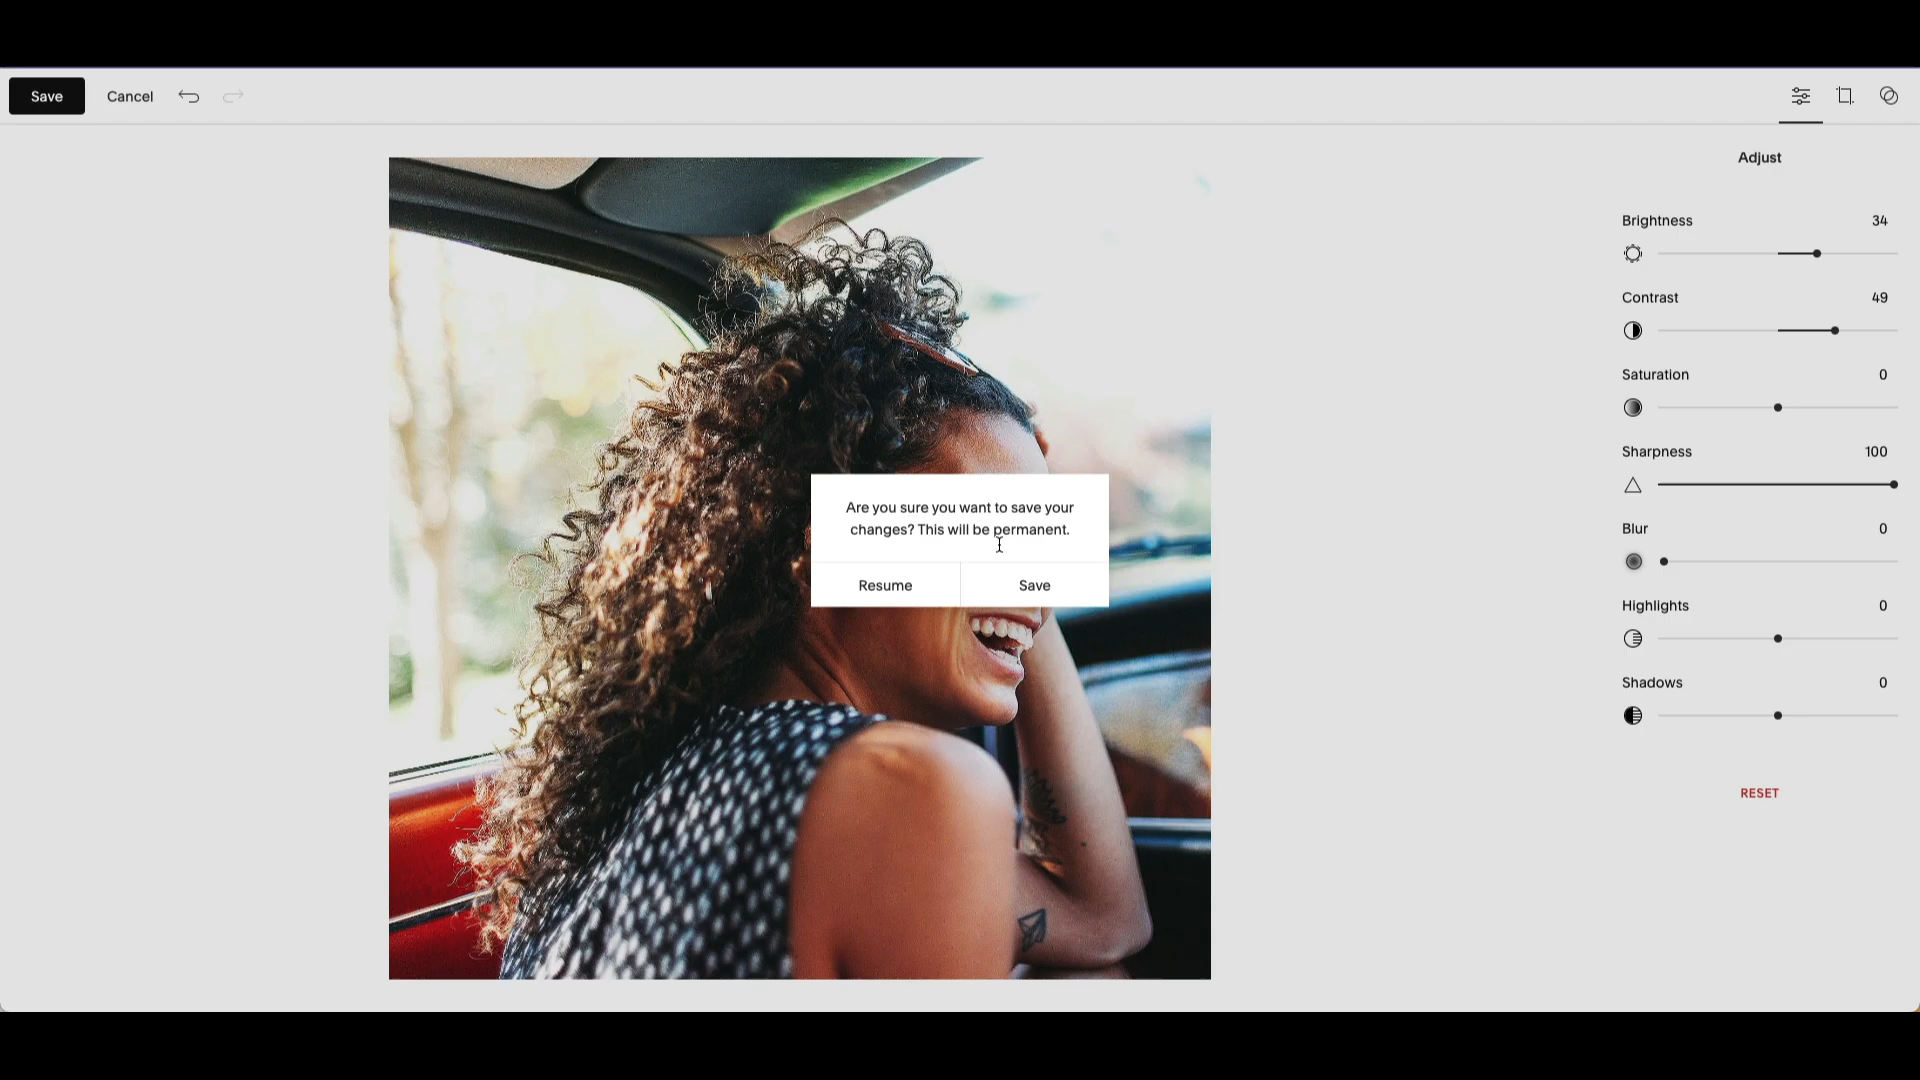 Save Cancel
Adjust
Brightness 34
Contrast 49
Saturation 0
Sharpness 100
Blur 0
Highlights 0
Shadows 0
RESET
Are you sure you want to save your
changes? This will be permanent.
Resume Save